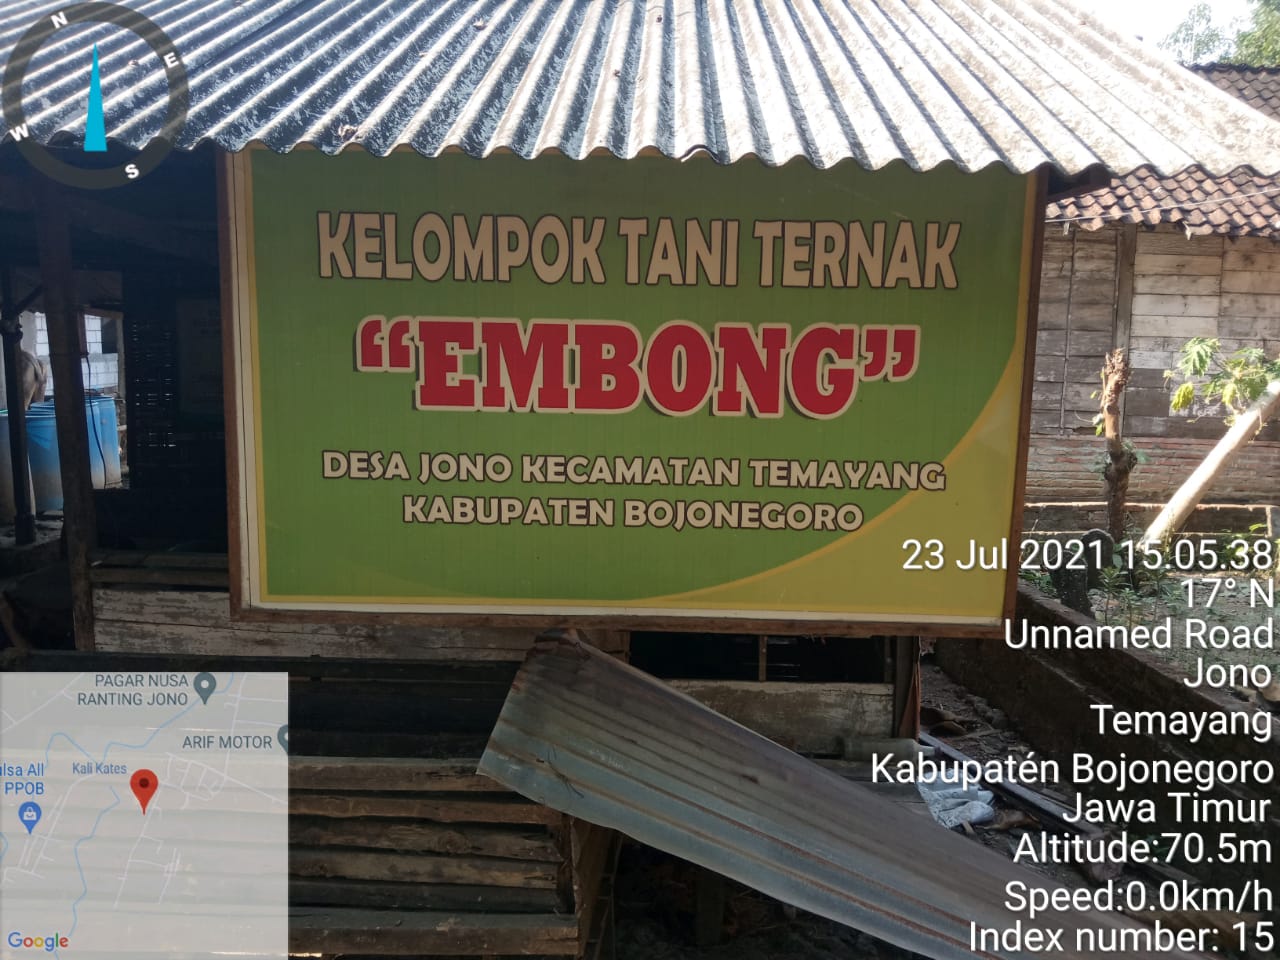 N
E
W
S
KELOMPOK TANI TERNAK
“EMBONG”
DESA JONO KECAMATAN TEMAYANG
KABUPATEN BOJONEGORO
23 Jul 2021 15.05.38
17° N
Unnamed Road
Jono
Temayang
Kabupatén Bojonegoro
Jawa Timur
Altitude:70.5m
Speed:0.0km/h
Index number: 15
PAGAR NUSA
RANTING JONO
ARIF MOTOR
Kali Kates
ulsa All
PPOB
Google